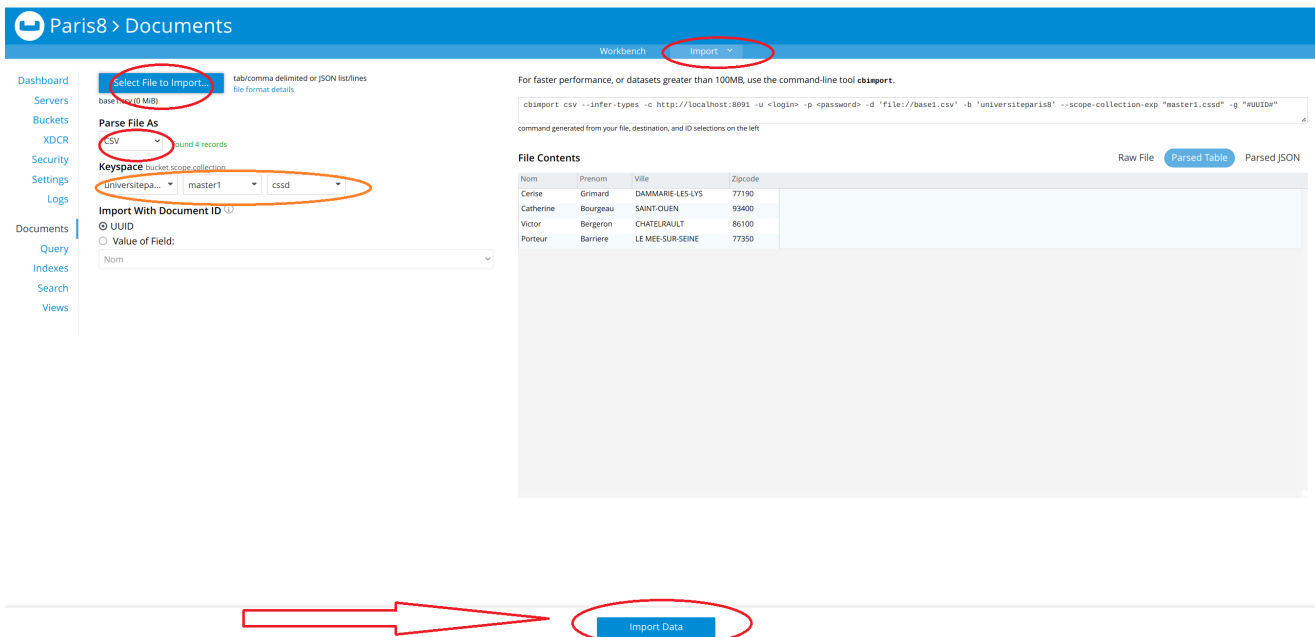 Paris8 > Documents
Workbench Import
Dashboard
Servers
Buckets
XDCR
Security
Settings
Logs
Documents
Query
Indexes
Search
Views
Select File to Import...
tab/comma delimited or JSON list/lines
file format details
base1.csv (0 MiB)
Parse File As
CSV
found 4 records
Keyspace bucket.scope.collection
universitepa... master1 cssd
Import With Document ID
UUID
Value of Field:
Nom
For faster performance, or datasets greater than 100MB, use the command-line tool cbimport.
cbimport csv --infer-types -c http://localhost:8091 -u <login> -p <password> -d 'file://base1.csv' -b 'universiteparis8' --scope-collection-exp "master1.cssd" -g "#UUID#"
command generated from your file, destination, and ID selections on the left
File Contents
Raw File Parsed Table Parsed JSON
Nom Prenom Ville Zipcode
Cerise Grimard DAMMARIE-LES-LYS 77190
Catherine Bourgeau SAINT-OUEN 93400
Victor Bergeron CHATELRAULT 86100
Porteur Barriere LE MEE-SUR-SEINE 77350
Import Data